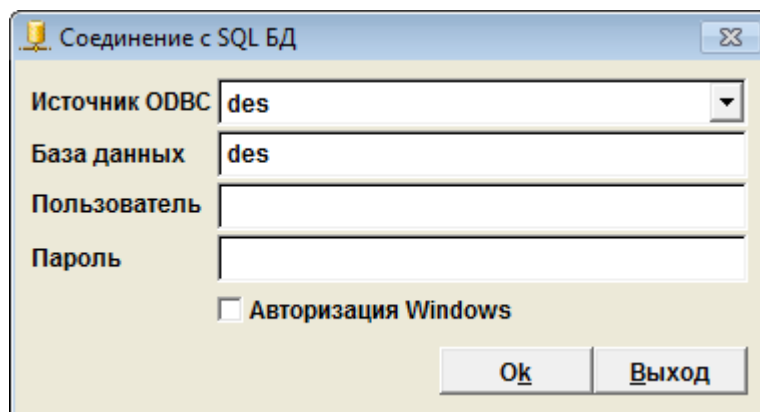 Соединение с SQL БД
Источник ODBC des
База данных des
Пользователь
Пароль
Авторизация Windows
Ok Выход